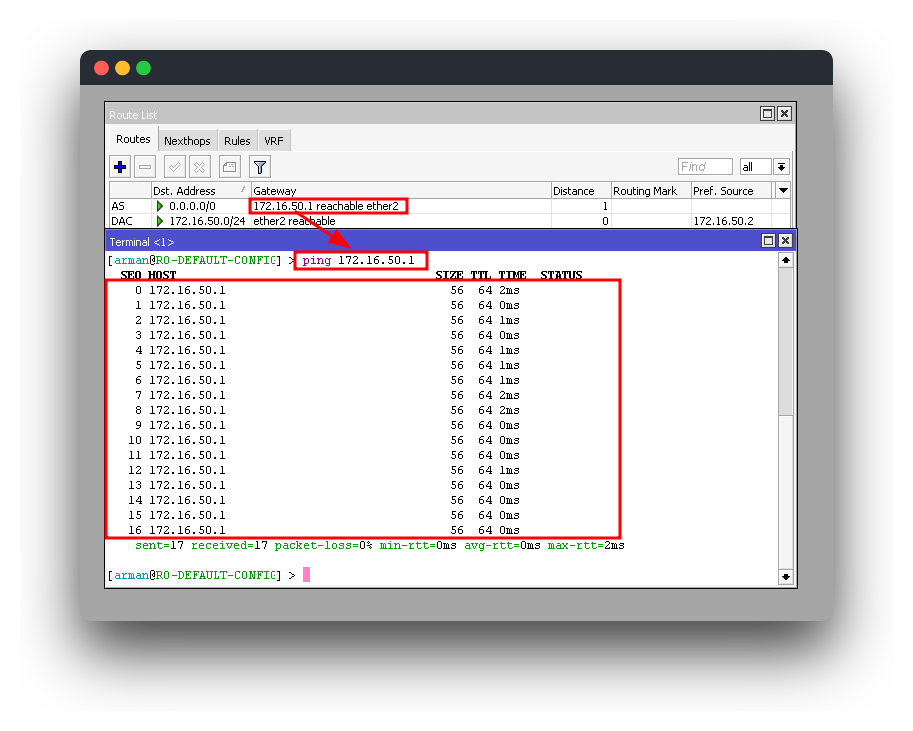 Route List
Routes Nexthops Rules VRF
Find all
Dst. Address Gateway Distance Routing Mark Pref. Source
AS 0.0.0.0/0 172.16.50.1 reachable ether2 1
DAC 172.16.50.0/24 ether2 reachable 0 172.16.50.2
Terminal <1>
[arman@RO-DEFAULT-CONFIG] > ping 172.16.50.1
SEQ HOST SIZE TTL TIME STATUS
0 172.16.50.1 56 64 2ms
1 172.16.50.1 56 64 0ms
2 172.16.50.1 56 64 1ms
3 172.16.50.1 56 64 0ms
4 172.16.50.1 56 64 1ms
5 172.16.50.1 56 64 1ms
6 172.16.50.1 56 64 1ms
7 172.16.50.1 56 64 2ms
8 172.16.50.1 56 64 2ms
9 172.16.50.1 56 64 0ms
10 172.16.50.1 56 64 0ms
11 172.16.50.1 56 64 0ms
12 172.16.50.1 56 64 1ms
13 172.16.50.1 56 64 0ms
14 172.16.50.1 56 64 0ms
15 172.16.50.1 56 64 0ms
16 172.16.50.1 56 64 0ms
sent=17 received=17 packet-loss=0% min-rtt=0ms avg-rtt=0ms max-rtt=2ms
[arman@RO-DEFAULT-CONFIG] >